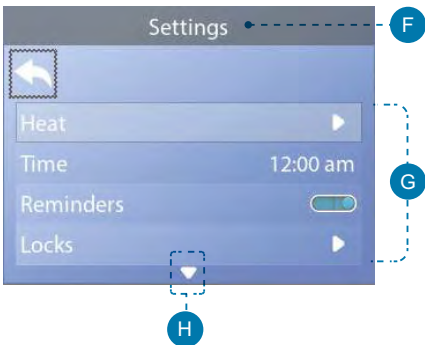 Settings
F
Heat
Time 12:00 am
G
Reminders
Locks
H